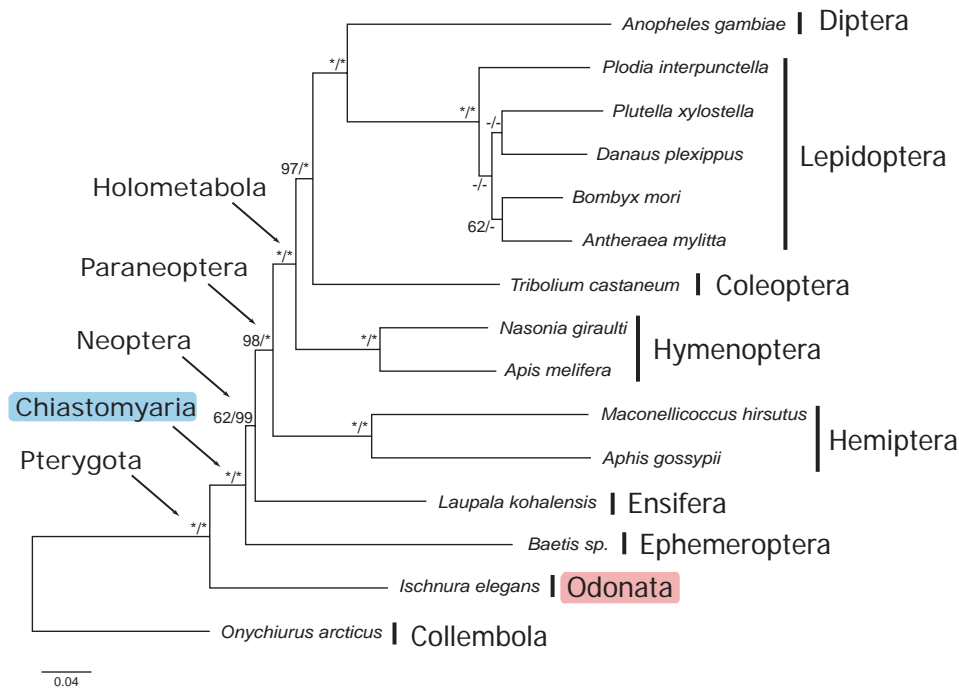 Anopheles gambiae
Diptera
*/*
Plodia interpunctella
*/*
Plutella xylostella
-/-
Danaus plexippus
Lepidoptera
97/*
Holometabola
-/-
Bombyx mori
62/-
Antheraea mylitta
*/*
Paraneoptera
Tribolium castaneum
Coleoptera
Nasonia giraulti
Neoptera
98/*
*/*
Hymenoptera
Apis melifera
Chiastomyaria
62/99
Maconellicoccus hirsutus
*/*
Hemiptera
Pterygota
Aphis gossypii
*/*
Laupala kohalensis
Ensifera
*/*
Baetis sp.
Ephemeroptera
Ischnura elegans
Odonata
Onychiurus arcticus
Collembola
0.04